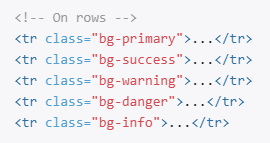 <!-- On rows -->
<tr class="bg-primary">...</tr>
<tr class="bg-success">...</tr>
<tr class="bg-warning">...</tr>
<tr class="bg-danger">...</tr>
<tr class="bg-info">...</tr>